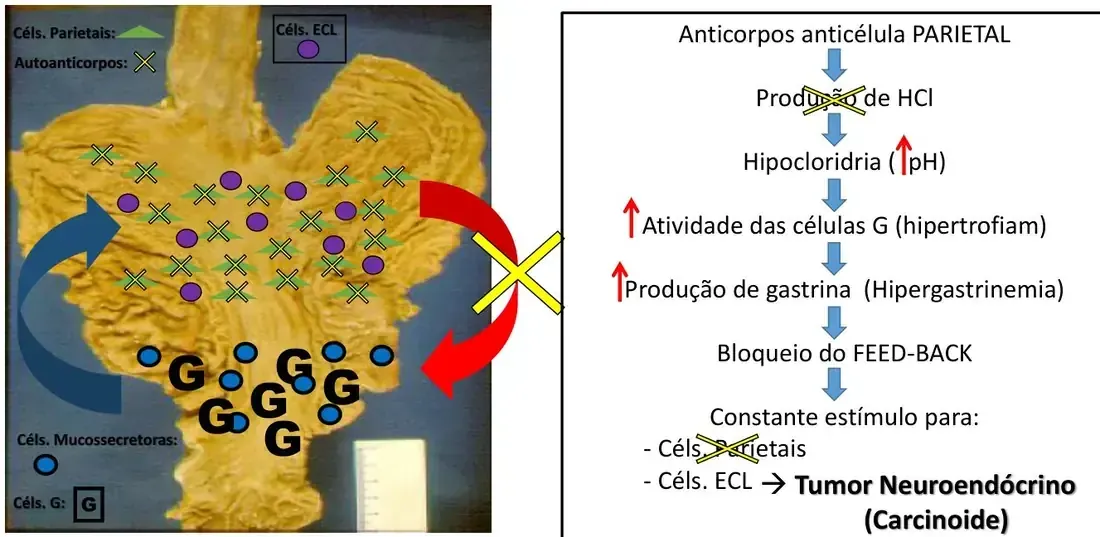 Céls. Parietais:
Autoanticorpos:
Céls. ECL
G
G
G
G
G
G
Céls. Mucossecretoras:
Céls. G: G
Anticorpos anticélula PARIETAL
Produção de HCl
Hipocloridria ( pH)
Atividade das células G (hipertrofiam)
Produção de gastrina (Hipergastrinemia)
Bloqueio do FEED-BACK
Constante estímulo para:
- Céls. Parietais
- Céls. ECL → Tumor Neuroendócrino
(Carcinoide)